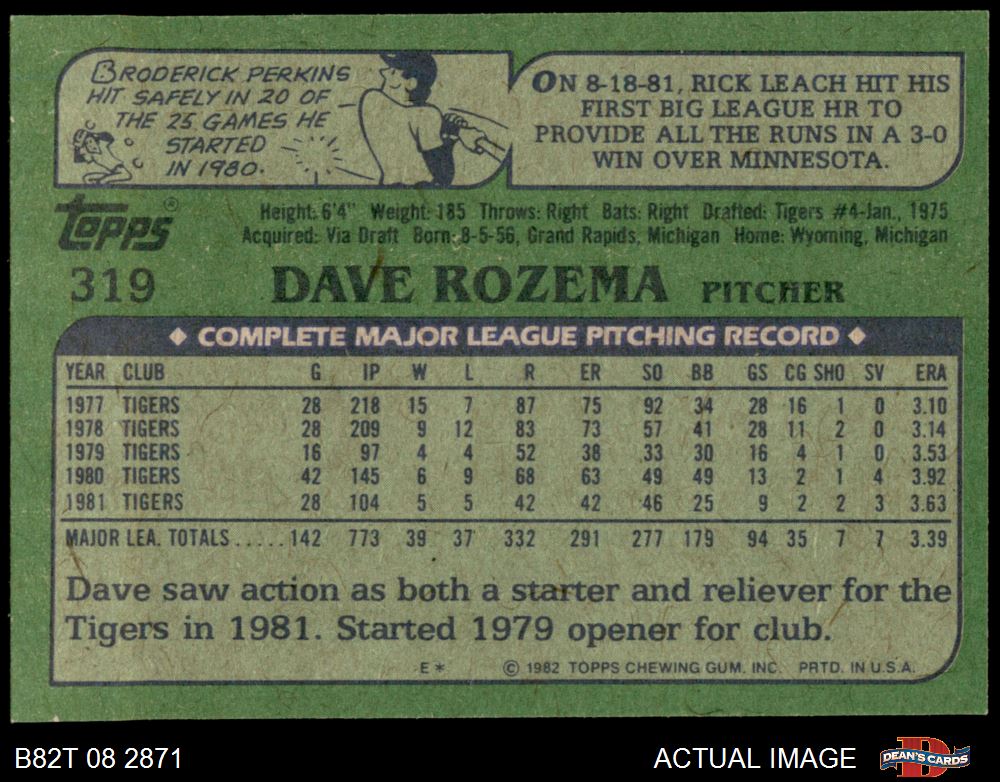 BRODERICK PERKINS
HIT SAFELY IN 20 OF
THE 25 GAMES HE
STARTED
IN 1980.
ON 8-18-81, RICK LEACH HIT HIS
FIRST BIG LEAGUE HR TO
PROVIDE ALL THE RUNS IN A 3-0
WIN OVER MINNESOTA.
Topps®
Height: 6'4" Weight: 185 Throws: Right Bats: Right Drafted: Tigers #4-Jan., 1975
Acquired: Via Draft Born: 8-5-56, Grand Rapids, Michigan Home: Wyoming, Michigan
319 DAVE ROZEMA PITCHER
◆ COMPLETE MAJOR LEAGUE PITCHING RECORD ◆
YEAR CLUB G IP W L R ER SO BB GS CG SHO SV ERA
1977 TIGERS 28 218 15 7 87 75 92 34 28 16 1 0 3.10
1978 TIGERS 28 209 9 12 83 73 57 41 28 11 2 0 3.14
1979 TIGERS 16 97 4 4 52 38 33 30 16 4 1 0 3.53
1980 TIGERS 42 145 6 9 68 63 49 49 13 2 1 4 3.92
1981 TIGERS 28 104 5 5 42 42 46 25 9 2 2 3 3.63
MAJOR LEA. TOTALS.....142 773 39 37 332 291 277 179 94 35 7 7 3.39
Dave saw action as both a starter and reliever for the
Tigers in 1981. Started 1979 opener for club.
E* © 1982 TOPPS CHEWING GUM, INC. PRTD. IN U.S.A.
B82T 08 2871 ACTUAL IMAGE DEAN'S CARDS